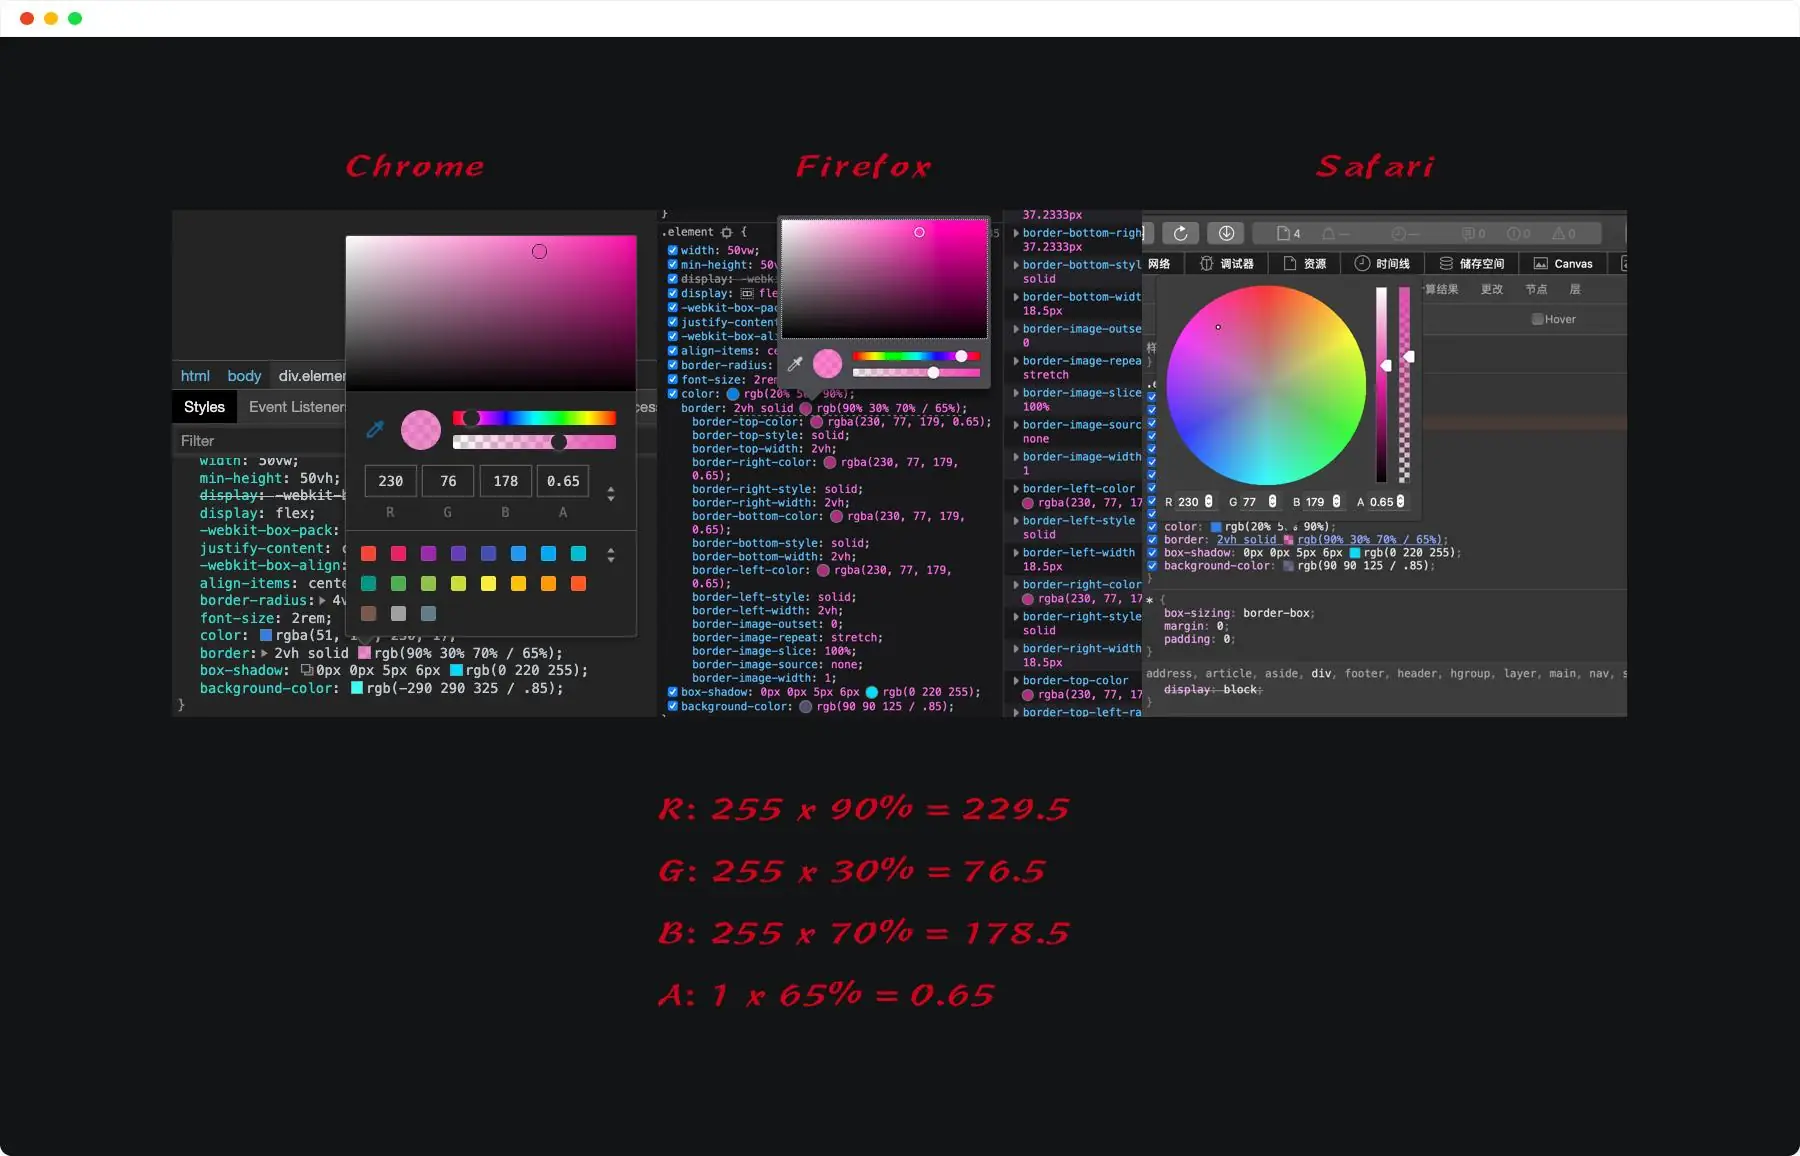 Chrome
Firefox
Safari
html body div.elemen
Styles Event Listener
Filter
width: 50vw;
min-height: 50vh;
display: -webkit-b
display: flex;
-webkit-box-pack:
justify-content: c
-webkit-box-align:
align-items: cente
border-radius: 4v
font-size: 2rem;
color: rgba(51,
border: 2vh solid rgb(90% 30% 70% / 65%);
box-shadow: 0px 0px 5px 6px rgb(0 220 255);
background-color: rgb(-290 290 325 / .85);
}
230 76 178 0.65
R G B A
}
.element {
width: 50vw;
min-height: 50v
display: -webk
display: fle
-webkit-box-pac
justify-content
-webkit-box-ali
align-items: ce
border-radius:
font-size: 2rem
color: rgb(20% 5 90%);
border: 2vh solid rgb(90% 30% 70% / 65%);
border-top-color: rgba(230, 77, 179, 0.65);
border-top-style: solid;
border-top-width: 2vh;
border-right-color: rgba(230, 77, 179,
0.65);
border-right-style: solid;
border-right-width: 2vh;
border-bottom-color: rgba(230, 77, 179,
0.65);
border-bottom-style: solid;
border-bottom-width: 2vh;
border-left-color: rgba(230, 77, 179,
0.65);
border-left-style: solid;
border-left-width: 2vh;
border-image-outset: 0;
border-image-repeat: stretch;
border-image-slice: 100%;
border-image-source: none;
border-image-width: 1;
box-shadow: 0px 0px 5px 6px rgb(0 220 255);
background-color: rgb(90 90 125 / .85);
37.2333px
border-bottom-righ
37.2333px
border-bottom-styl
solid
border-bottom-widt
18.5px
border-image-outse
0
border-image-repea
stretch
border-image-slice
100%
border-image-sourc
none
border-image-width
1
border-left-color
rgba(230, 77, 17
border-left-style
solid
border-left-width
18.5px
border-right-color
rgba(230, 77, 17
border-right-style
solid
border-right-width
18.5px
border-top-color
rgba(230, 77, 17
border-top-left-ra
4 0 0 0
网络 调试器 资源 时间线 储存空间 Canvas
算结果 更改 节点 层
Hover
R 230 G 77 B 179 A 0.65
color: rgb(20% 5 90%);
border: 2vh solid rgb(90% 30% 70% / 65%);
box-shadow: 0px 0px 5px 6px rgb(0 220 255);
background-color: rgb(90 90 125 / .85);
}
* {
box-sizing: border-box;
margin: 0;
padding: 0;
}
address, article, aside, div, footer, header, hgroup, layer, main, nav, s
display: block;
}
R: 255 x 90% = 229.5
G: 255 x 30% = 76.5
B: 255 x 70% = 178.5
A: 1 x 65% = 0.65